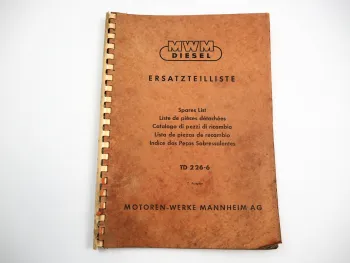 MWM
DIESEL
ERSATZTEILLISTE
Spares List
Liste de pièces détachées
Catalogo di pezzi di ricambio
Lista de piezas de recambio
Indice das Peças Sobresadentes
TD 226-6
MOTOREN-WERKE MANNHEIM AG